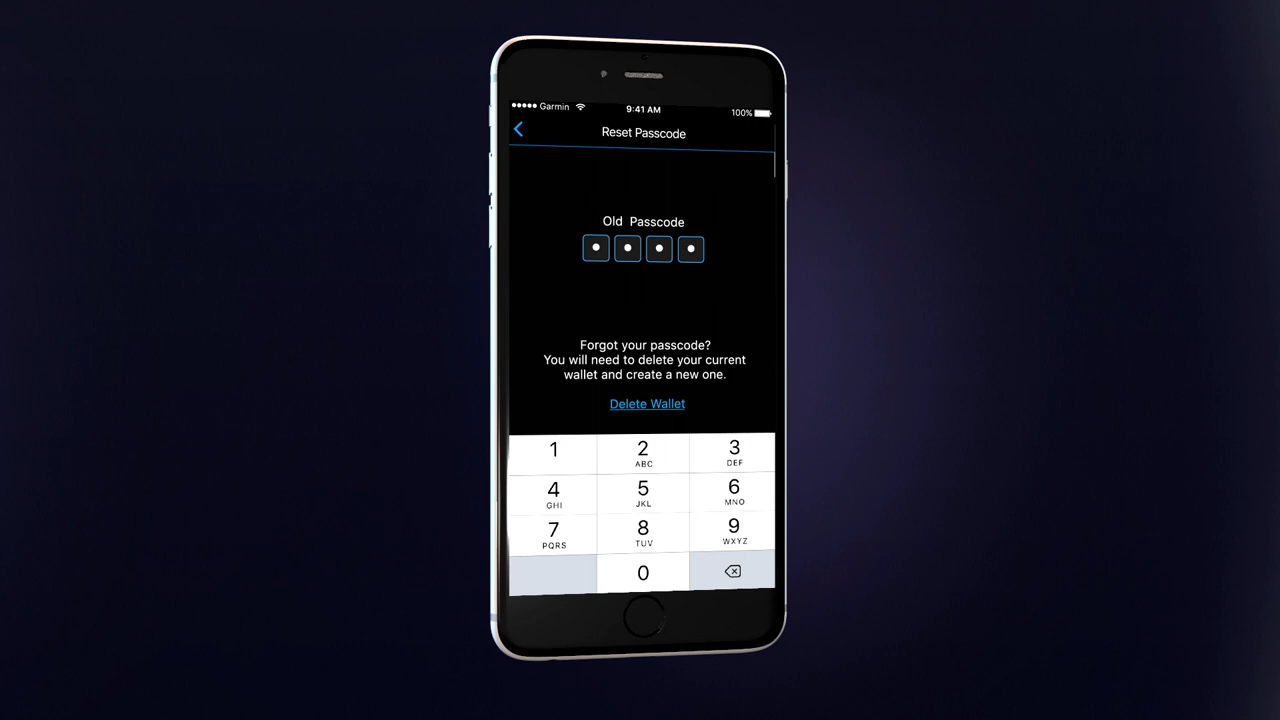 ●●●●● Garmin 9:41 AM 100%
Reset Passcode
Old Passcode
Forgot your passcode?
You will need to delete your current
wallet and create a new one.
Delete Wallet
1 2 3
ABC DEF
4 5 6
GHI JKL MNO
7 8 9
PQRS TUV WXYZ
0